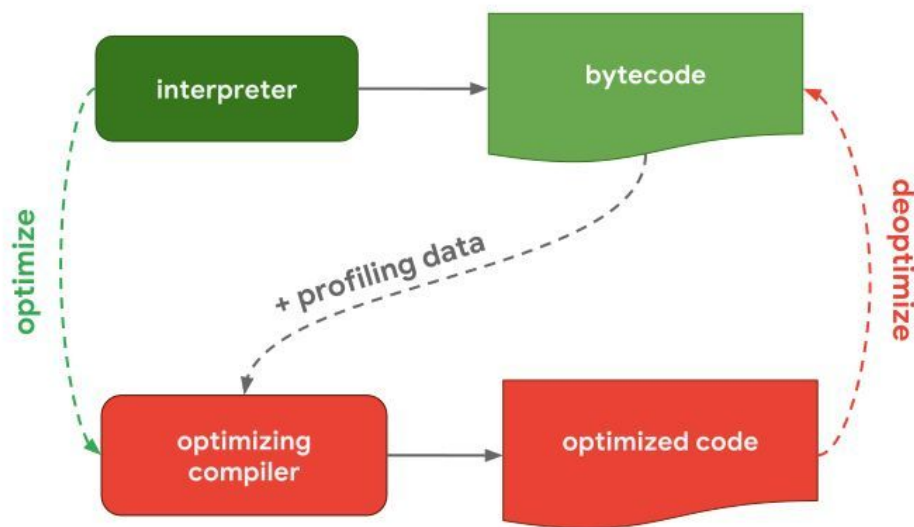 interpreter
bytecode
optimize
+ profiling data
deoptimize
optimizing
compiler
optimized code